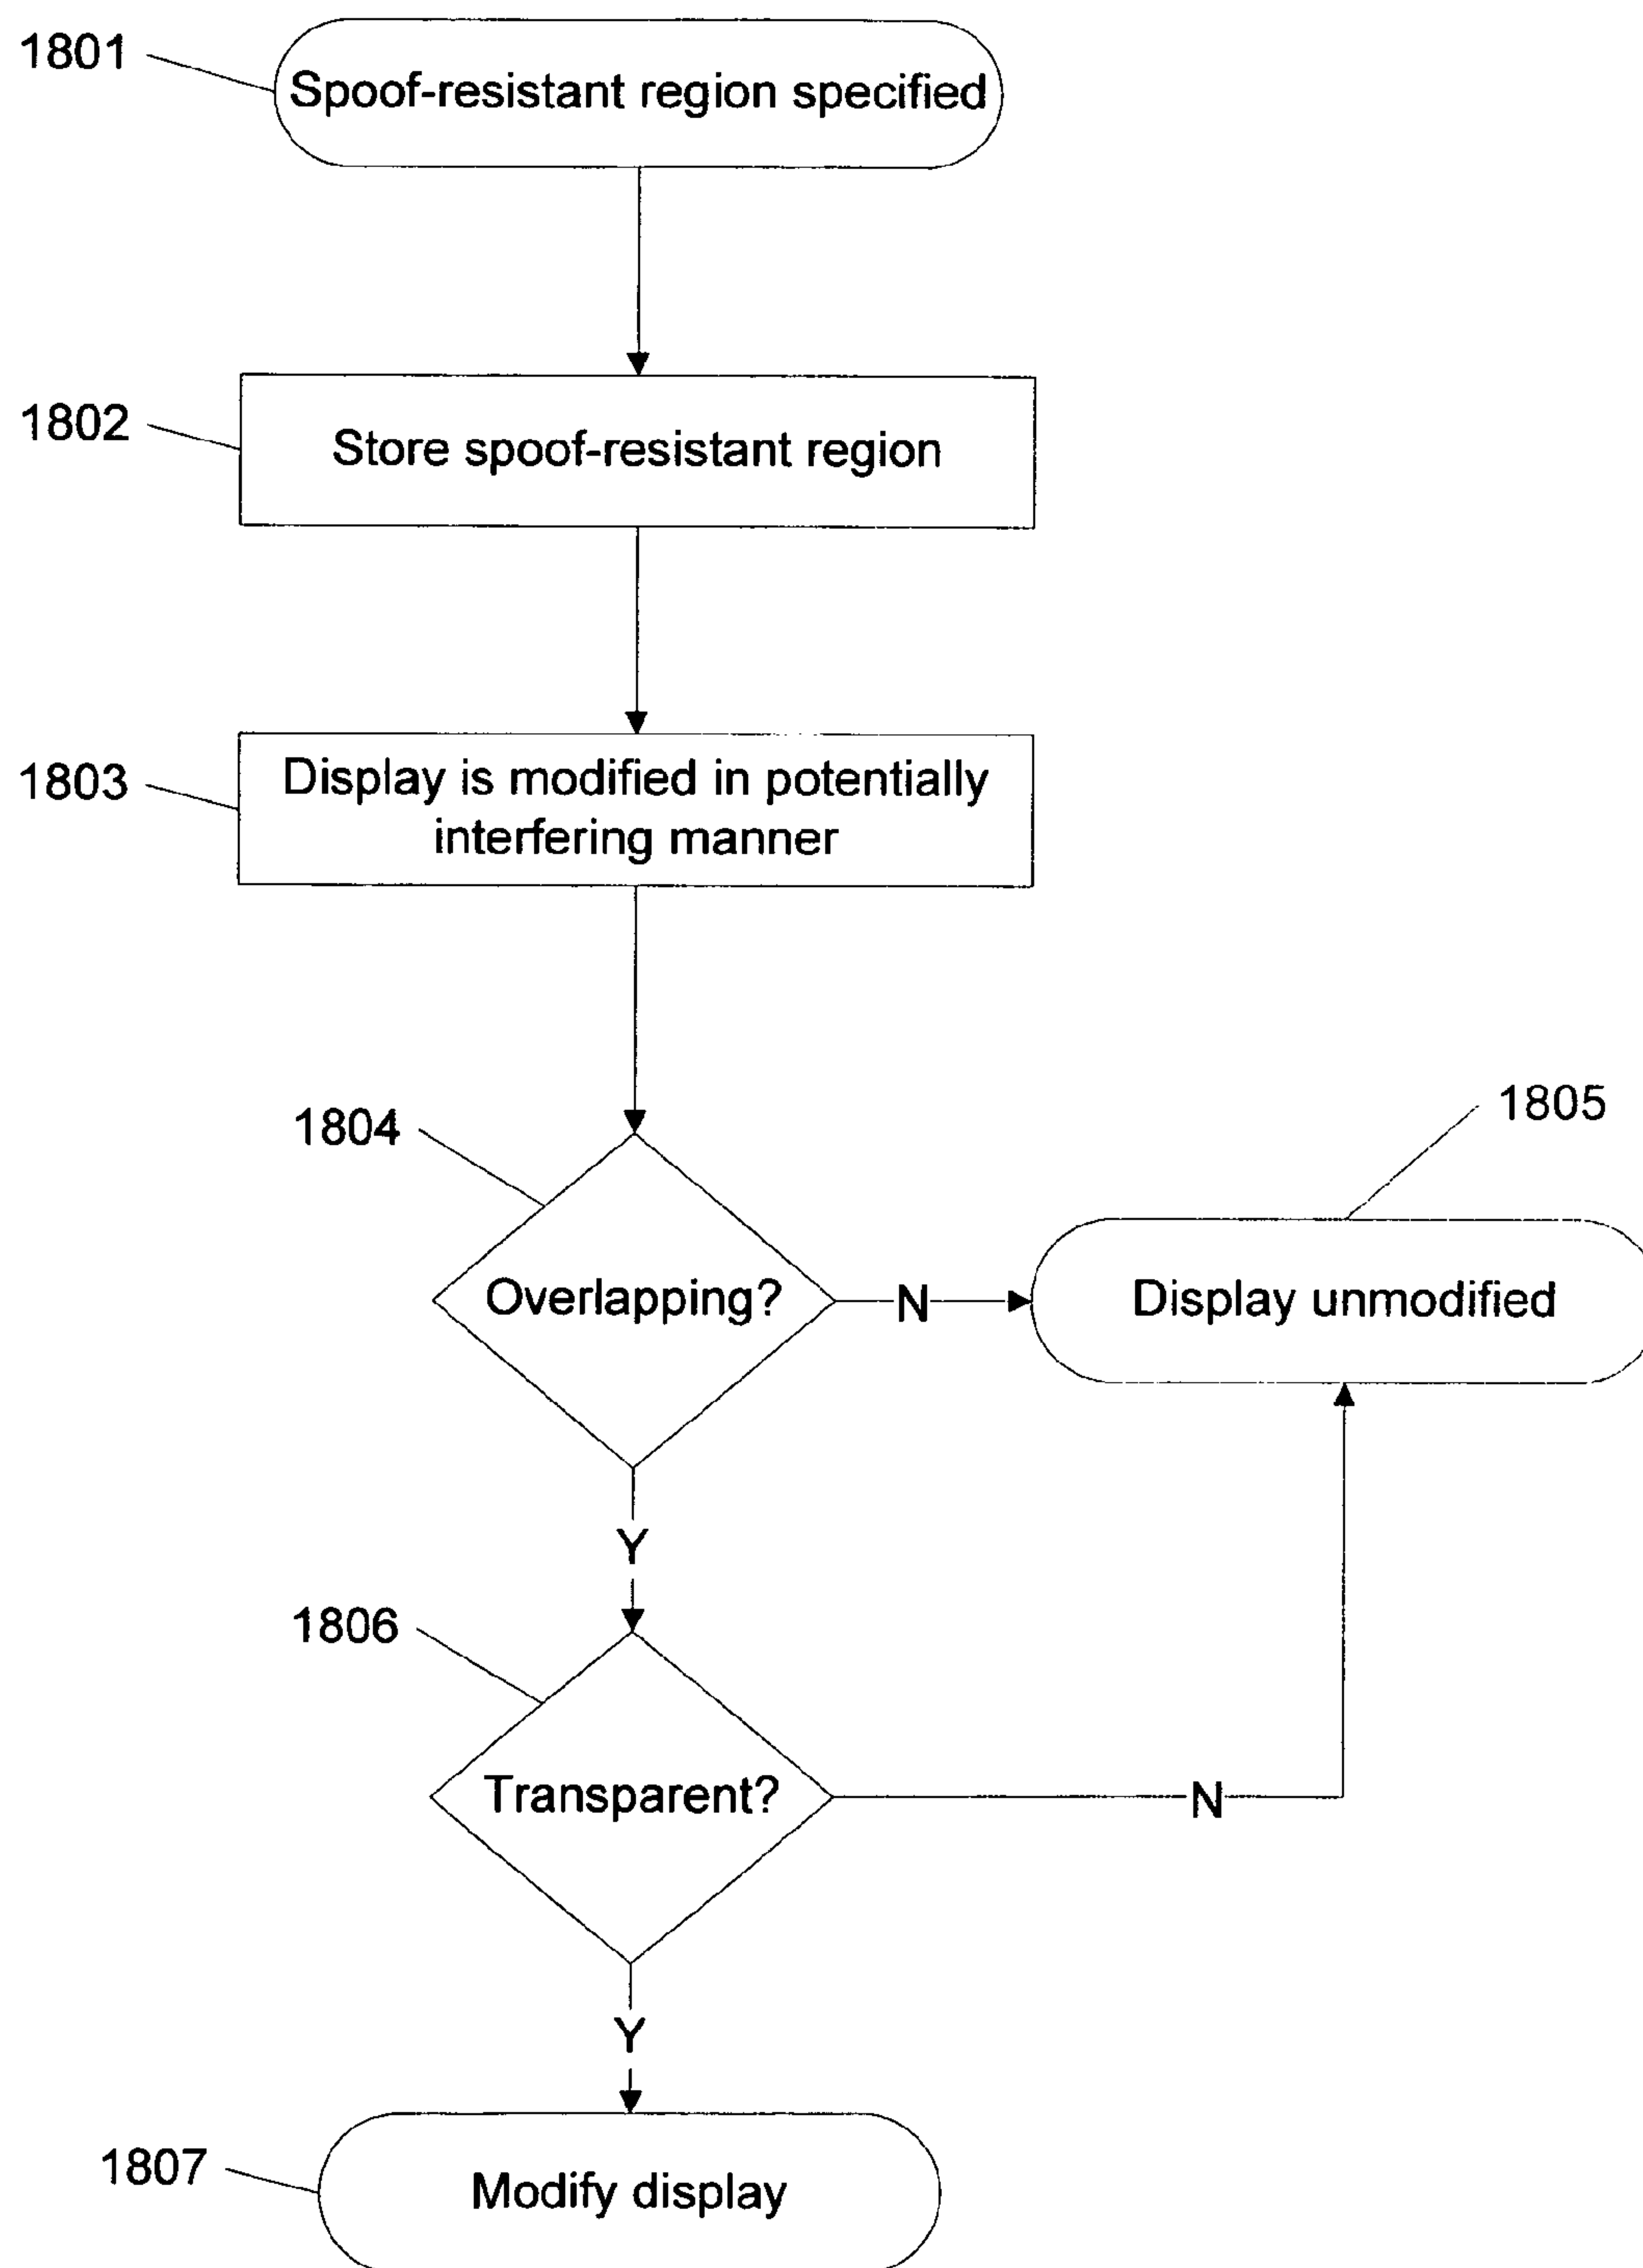 1801
Spoof-resistant region specified
1802
Store spoof-resistant region
1803
Display is modified in potentially
interfering manner
1804
Overlapping?
N
1805
Display unmodified
Y
1806
Transparent?
N
Y
1807
Modify display